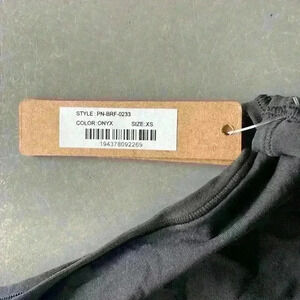 STYLE: PN-BRF-0233
COLOR: ONYX SIZE: XS
194378092269